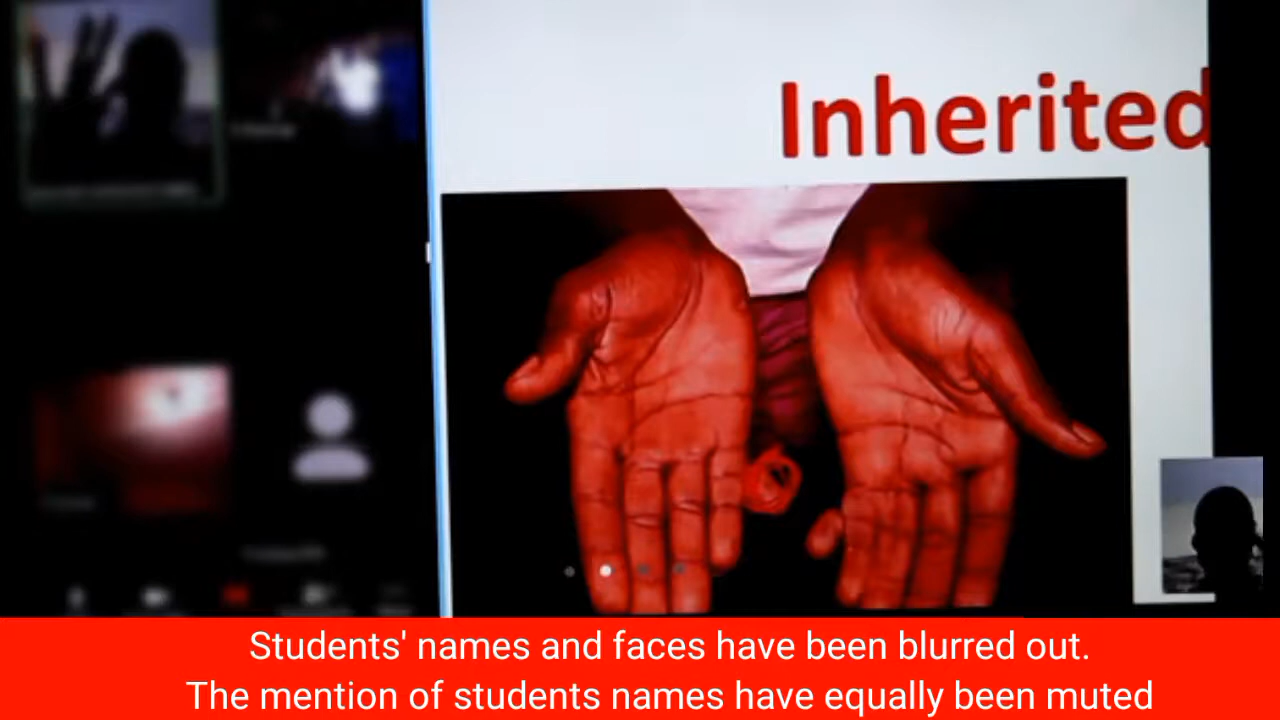 Inherited
Students' names and faces have been blurred out.
The mention of students names have equally been muted